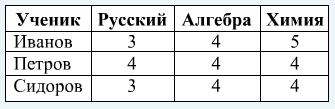 Ученик Русский Алгебра Химия
Иванов 3 4 5
Петров 4 4 4
Сидоров 3 4 4